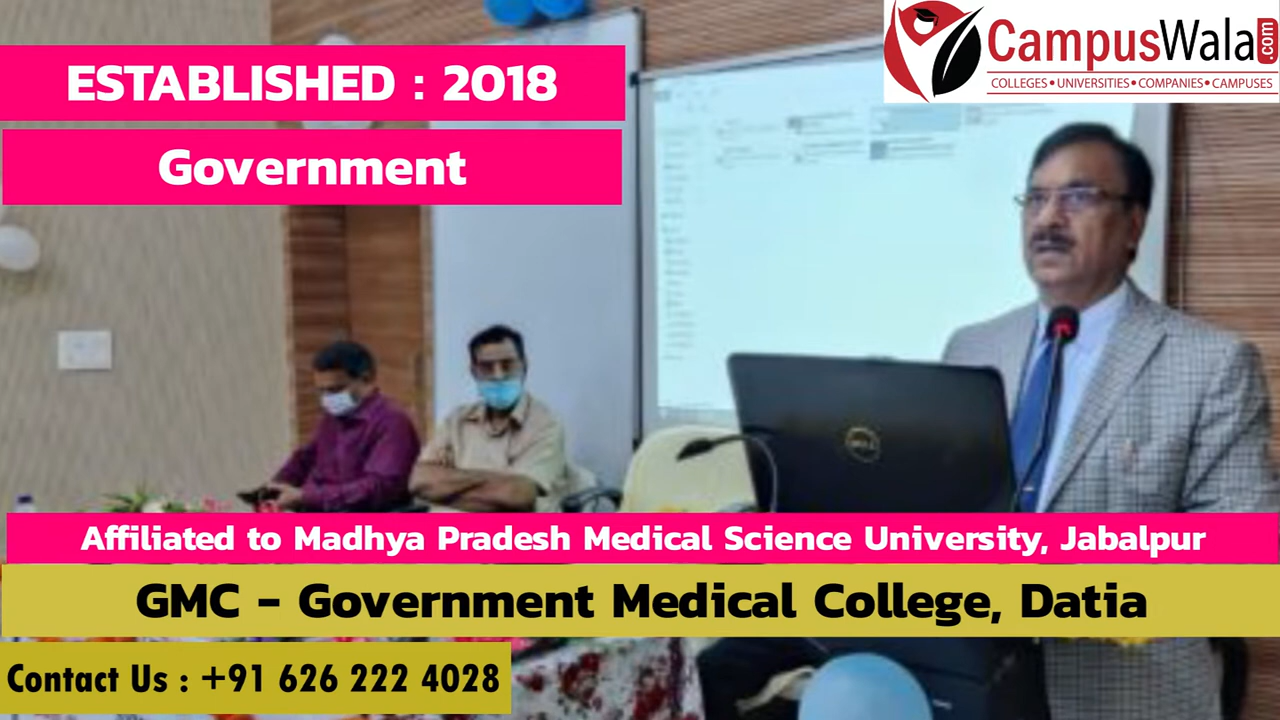 ESTABLISHED : 2018
Government
CampusWala.com
COLLEGES • UNIVERSITIES • COMPANIES • CAMPUSES
DELL
Affiliated to Madhya Pradesh Medical Science University, Jabalpur
GMC - Government Medical College, Datia
Contact Us : +91 626 222 4028